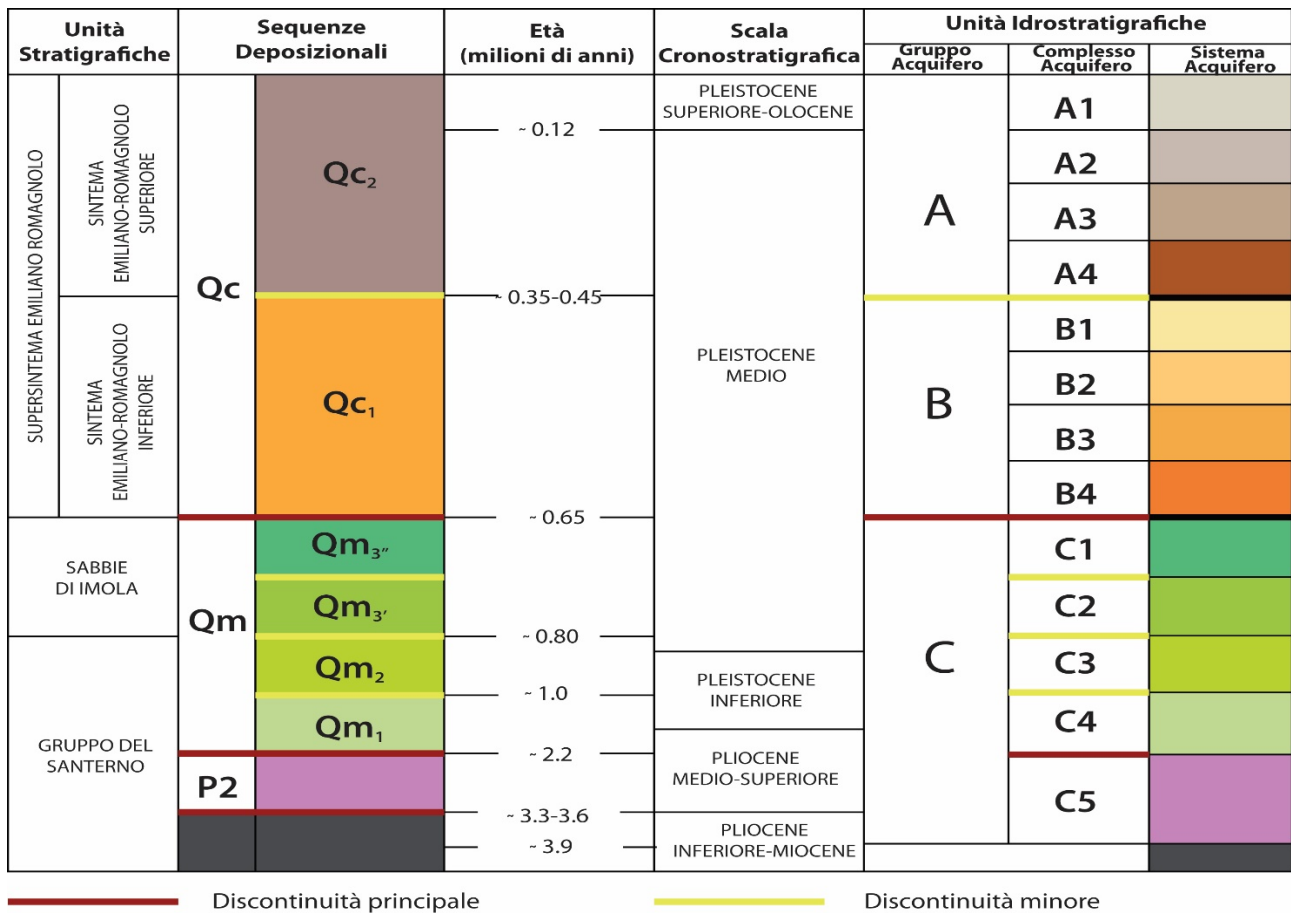 Unità
Stratigrafiche
Sequenze
Deposizionali
Età
(milioni di anni)
Scala
Cronostratigrafica
Unità Idrostratigrafiche
Gruppo
Acquifero
Complesso
Acquifero
Sistema
Acquifero
SUPERSINTEMA EMILIANO ROMAGNOLO
SINTEMA
EMILIANO-ROMAGNOLO
SUPERIORE
SINTEMA
EMILIANO-ROMAGNOLO
INFERIORE
SABBIE
DI IMOLA
GRUPPO DEL
SANTERNO
Qc
Qm
P2
Qc2
Qc1
Qm3″
Qm3′
Qm2
Qm1
~ 0.12
~ 0.35-0.45
~ 0.65
~ 0.80
~ 1.0
~ 2.2
~ 3.3-3.6
~ 3.9
PLEISTOCENE
SUPERIORE-OLOCENE
PLEISTOCENE
MEDIO
PLEISTOCENE
INFERIORE
PLIOCENE
MEDIO-SUPERIORE
PLIOCENE
INFERIORE-MIOCENE
A
B
C
A1
A2
A3
A4
B1
B2
B3
B4
C1
C2
C3
C4
C5
Discontinuità principale
Discontinuità minore